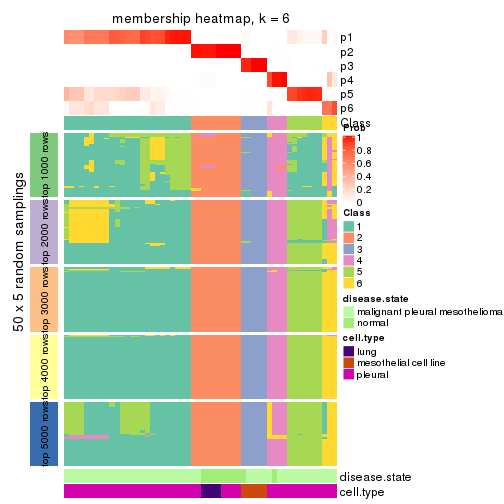 membership heatmap, k = 6
p1
p2
p3
p4
p5
p6
Class
50 x 5 random samplings
top 1000 rows
top 2000 rows
top 3000 rows
top 4000 rows
top 5000 rows
Prob
1
0.8
0.6
0.4
0.2
0
Class
1
2
3
4
5
6
disease.state
malignant pleural mesothelioma
normal
cell.type
lung
mesothelial cell line
pleural
disease.state
cell.type